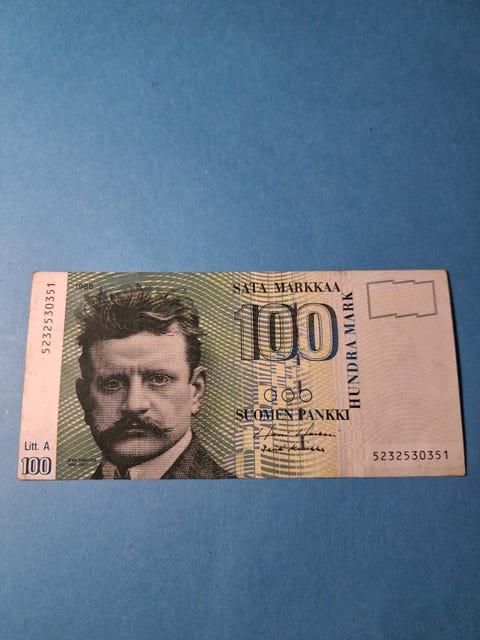 5232530351
1986
SATA MARKKAA
100
HUNDRA MARK
SUOMEN PANKKI
Litt. A
100
5232530351